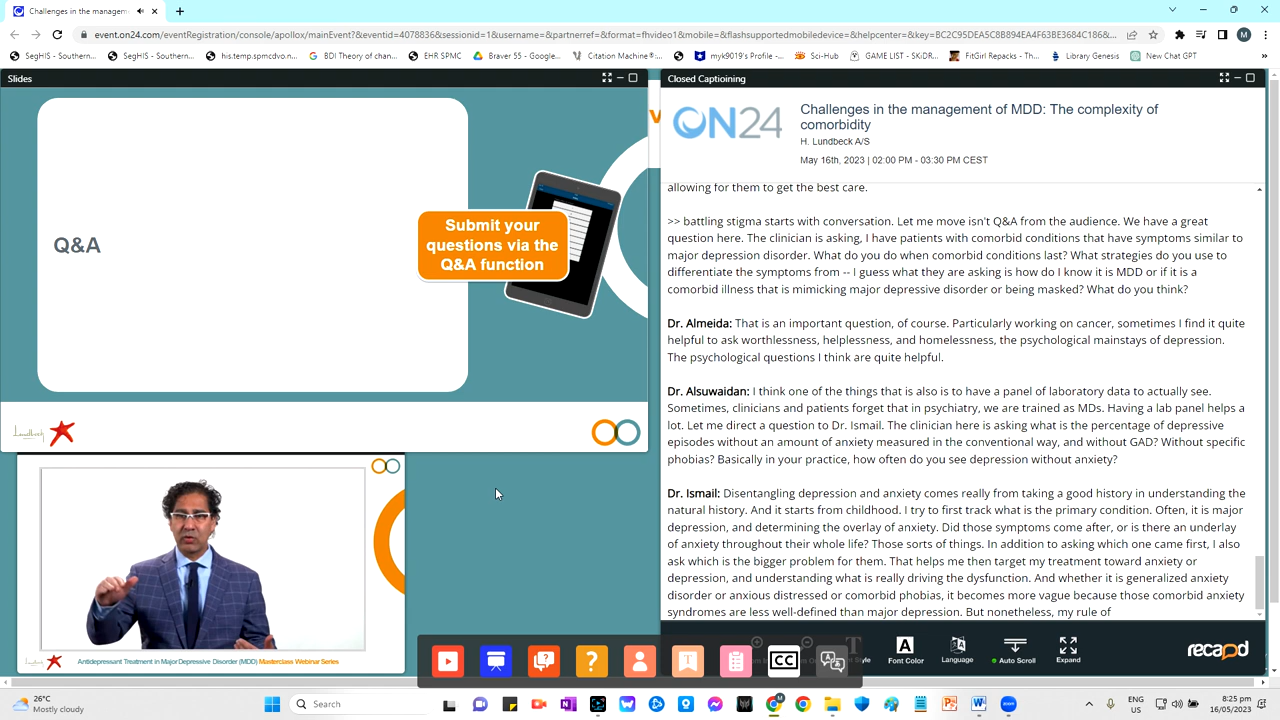 Challenges in the managem
event.on24.com/eventRegistration/console/apollox/mainEvent?&eventid=4078836&sessionid=1&username=&partnerref=&format=fhvideo1&mobile=&flashsupportedmobiledevice=&helpcenter=&key=BC2C95DEA5C8B894EA4F63BE3684C186&...
M
SegHIS - Southern...
SegHIS - Southern...
his.temp.spmcdvo.n...
BDI Theory of chan...
EHR SPMC
Braver 55 - Google...
Citation Machine®...
myk9019's Profile -...
Sci-Hub
GAME LIST - SKiDR...
FitGirl Repacks - Th...
Library Genesis
New Chat GPT
»
Slides
Closed Captioining
Q&A
Submit your
questions via the
Q&A function
ON24
Challenges in the management of MDD: The complexity of
comorbidity
H. Lundbeck A/S
May 16th, 2023 | 02:00 PM - 03:30 PM CEST
allowing for them to get the best care.
>> battling stigma starts with conversation. Let me move isn't Q&A from the audience. We have a great
question here. The clinician is asking, I have patients with comorbid conditions that have symptoms similar to
major depression disorder. What do you do when comorbid conditions last? What strategies do you use to
differentiate the symptoms from -- I guess what they are asking is how do I know it is MDD or if it is a
comorbid illness that is mimicking major depressive disorder or being masked? What do you think?
Dr. Almeida: That is an important question, of course. Particularly working on cancer, sometimes I find it quite
helpful to ask worthlessness, helplessness, and homelessness, the psychological mainstays of depression.
The psychological questions I think are quite helpful.
Dr. Alsuwaidan: I think one of the things that is also is to have a panel of laboratory data to actually see.
Sometimes, clinicians and patients forget that in psychiatry, we are trained as MDs. Having a lab panel helps a
lot. Let me direct a question to Dr. Ismail. The clinician here is asking what is the percentage of depressive
episodes without an amount of anxiety measured in the conventional way, and without GAD? Without specific
phobias? Basically in your practice, how often do you see depression without anxiety?
Dr. Ismail: Disentangling depression and anxiety comes really from taking a good history in understanding the
natural history. And it starts from childhood. I try to first track what is the primary condition. Often, it is major
depression, and determining the overlay of anxiety. Did those symptoms come after, or is there an underlay
of anxiety throughout their whole life? Those sorts of things. In addition to asking which one came first, I also
ask which is the bigger problem for them. That helps me then target my treatment toward anxiety or
depression, and understanding what is really driving the dysfunction. And whether it is generalized anxiety
disorder or anxious distressed or comorbid phobias, it becomes more vague because those comorbid anxiety
syndromes are less well-defined than major depression. But nonetheless, my rule of
Lundbeck
Antidepressant Treatment in Major Depressive Disorder (MDD) Masterclass Webinar Series
CC
Style
Font Color
Language
Auto Scroll
Expand
recapd
26°C
Mostly cloudy
Search
ENG
US
8:25 pm
16/05/2023